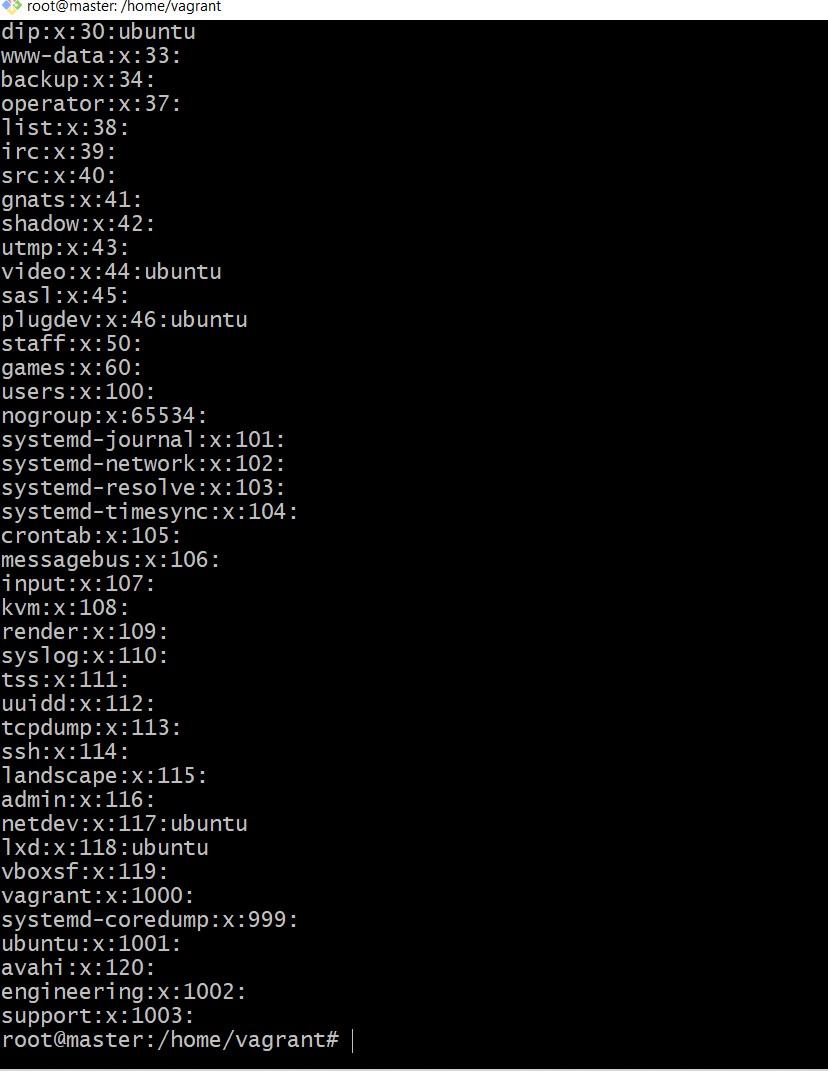 root@master: /home/vagrant
dip:x:30:ubuntu
www-data:x:33:
backup:x:34:
operator:x:37:
list:x:38:
irc:x:39:
src:x:40:
gnats:x:41:
shadow:x:42:
utmp:x:43:
video:x:44:ubuntu
sasl:x:45:
plugdev:x:46:ubuntu
staff:x:50:
games:x:60:
users:x:100:
nogroup:x:65534:
systemd-journal:x:101:
systemd-network:x:102:
systemd-resolve:x:103:
systemd-timesync:x:104:
crontab:x:105:
messagebus:x:106:
input:x:107:
kvm:x:108:
render:x:109:
syslog:x:110:
tss:x:111:
uuidd:x:112:
tcpdump:x:113:
ssh:x:114:
landscape:x:115:
admin:x:116:
netdev:x:117:ubuntu
lxd:x:118:ubuntu
vboxsf:x:119:
vagrant:x:1000:
systemd-coredump:x:999:
ubuntu:x:1001:
avahi:x:120:
engineering:x:1002:
support:x:1003:
root@master:/home/vagrant#